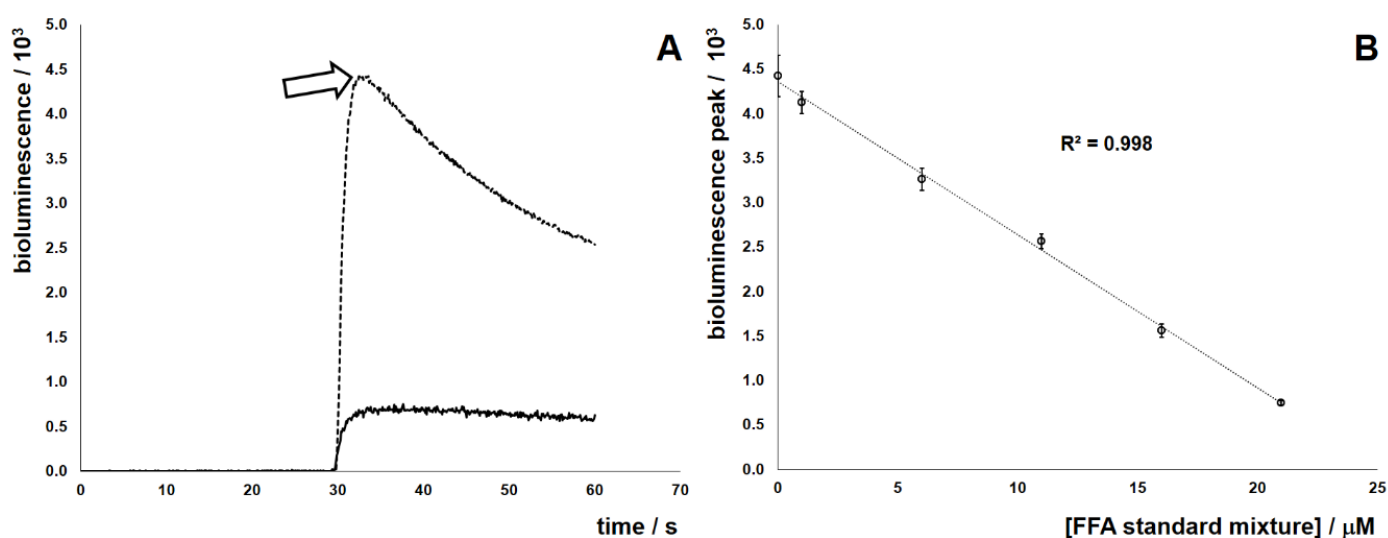 A
bioluminescence / 10³
5.0
4.5
4.0
3.5
3.0
2.5
2.0
1.5
1.0
0.5
0.0
0 10 20 30 40 50 60 70
time / s
B
bioluminescence peak / 10³
5.0
4.5
4.0
3.5
3.0
2.5
2.0
1.5
1.0
0.5
0.0
R² = 0.998
0 5 10 15 20 25
[FFA standard mixture] / μM